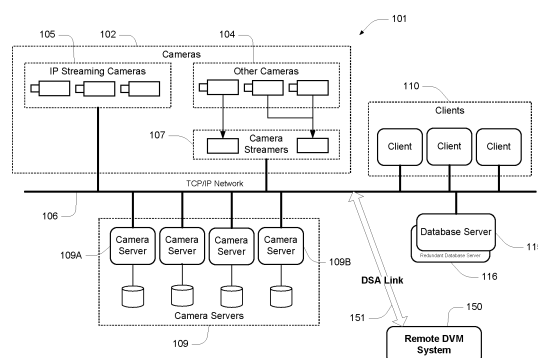 101
105
102
104
Cameras
IP Streaming Cameras
Other Cameras
110
Clients
107
Camera
Streamers
Client
Client
Client
TCP/IP Network
106
Database Server
Redundant Database Server
116
109A
Camera
Server
Camera
Server
Camera
Server
Camera
Server
109B
DSA Link
Camera Servers
109
151
150
Remote DVM
System